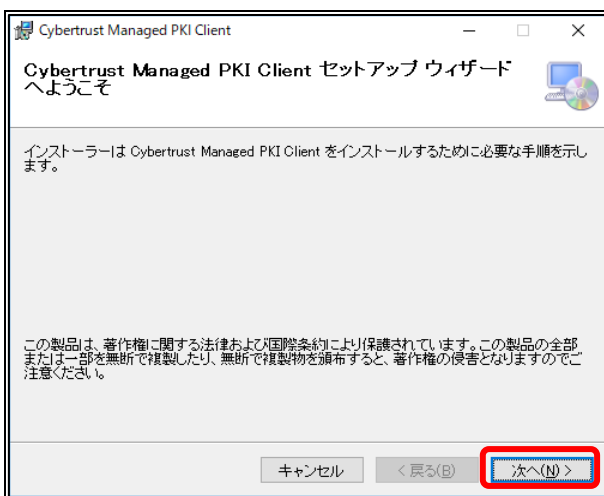 Cybertrust Managed PKI Client
Cybertrust Managed PKI Client セットアップ ウィザード
へようこそ
インストーラーは Cybertrust Managed PKI Client をインストールするために必要な手順を示し
ます。
この製品は、著作権に関する法律および国際条約により保護されています。この製品の全部
または一部を無断で複製したり、無断で複製物を頒布すると、著作権の侵害となりますのでご
注意ください。
キャンセル
< 戻る(B)
次へ(N) >